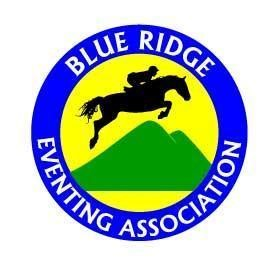 BLUE RIDGE
EVENTING ASSOCIATION